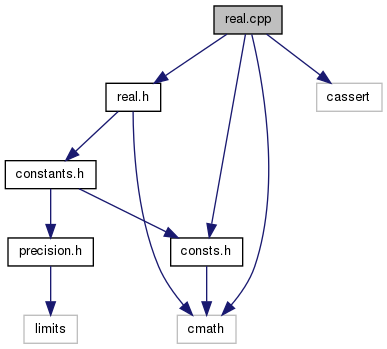 real.cpp
real.h
cassert
constants.h
precision.h
consts.h
limits
cmath